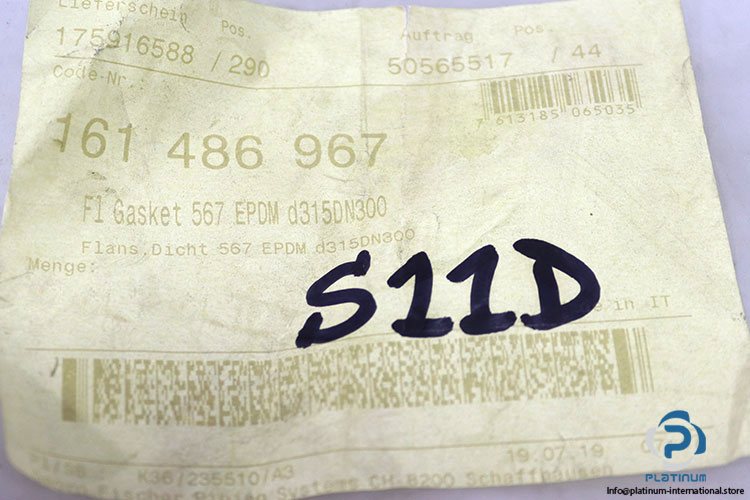 Lieferschein Pos. Auftrag Pos.
175916588 / 290 50565517 / 44
Code-Nr
7 613185 065035
161 486 967
Fl Gasket 567 EPDM d315DN300
Flans.Dicht 567 EPDM d315DN300
Menge:
S11D
in IT
19.07.19
K36/235510/A3
CH-8200 Schaffhausen
PLATINUM
info@platinum-international.store